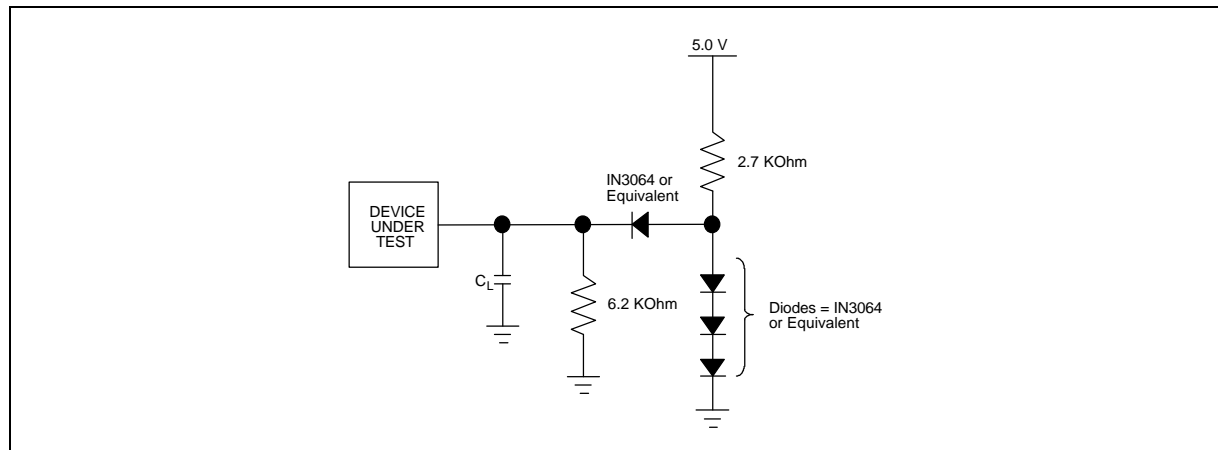 5.0 V
2.7 KOhm
IN3064 or
Equivalent
DEVICE
UNDER
TEST
CL
6.2 KOhm
Diodes = IN3064
or Equivalent